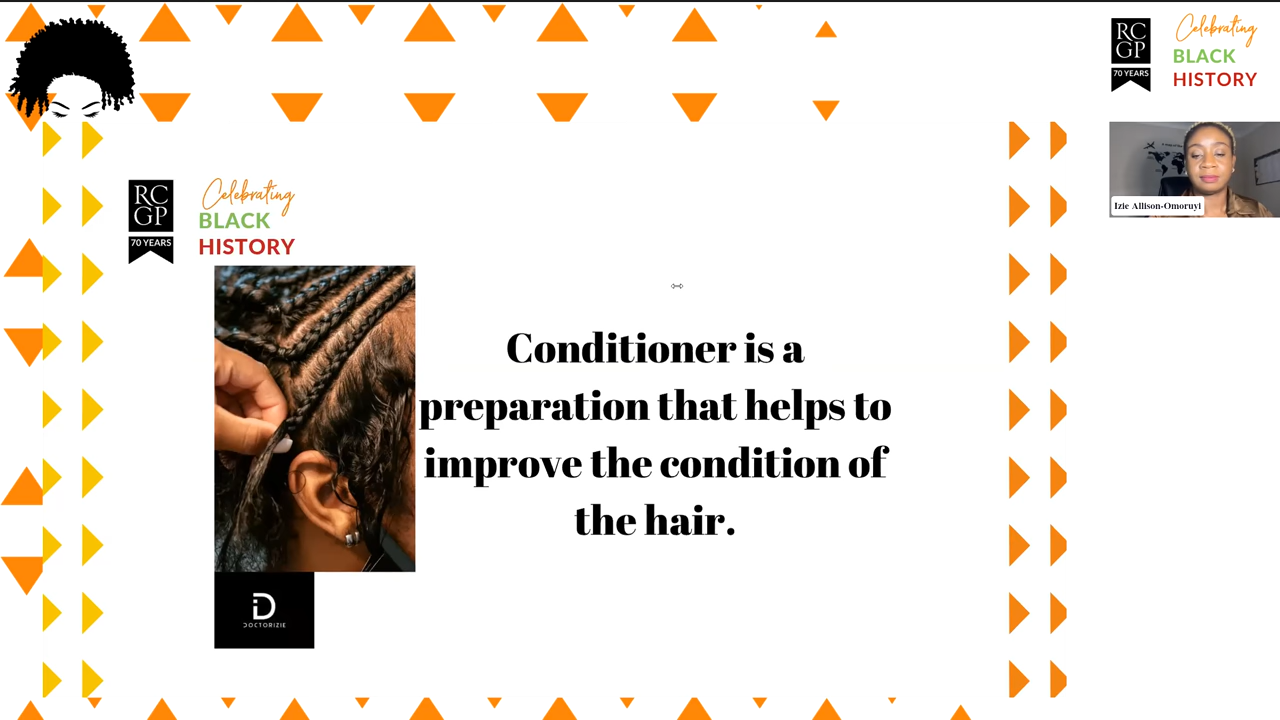 RC
GP
70 YEARS
Celebrating
BLACK
HISTORY
Izie Allison-Omoruyi
RC
GP
70 YEARS
Celebrating
BLACK
HISTORY
Conditioner is a
preparation that helps to
improve the condition of
the hair.
iD
DOCTORIZIE